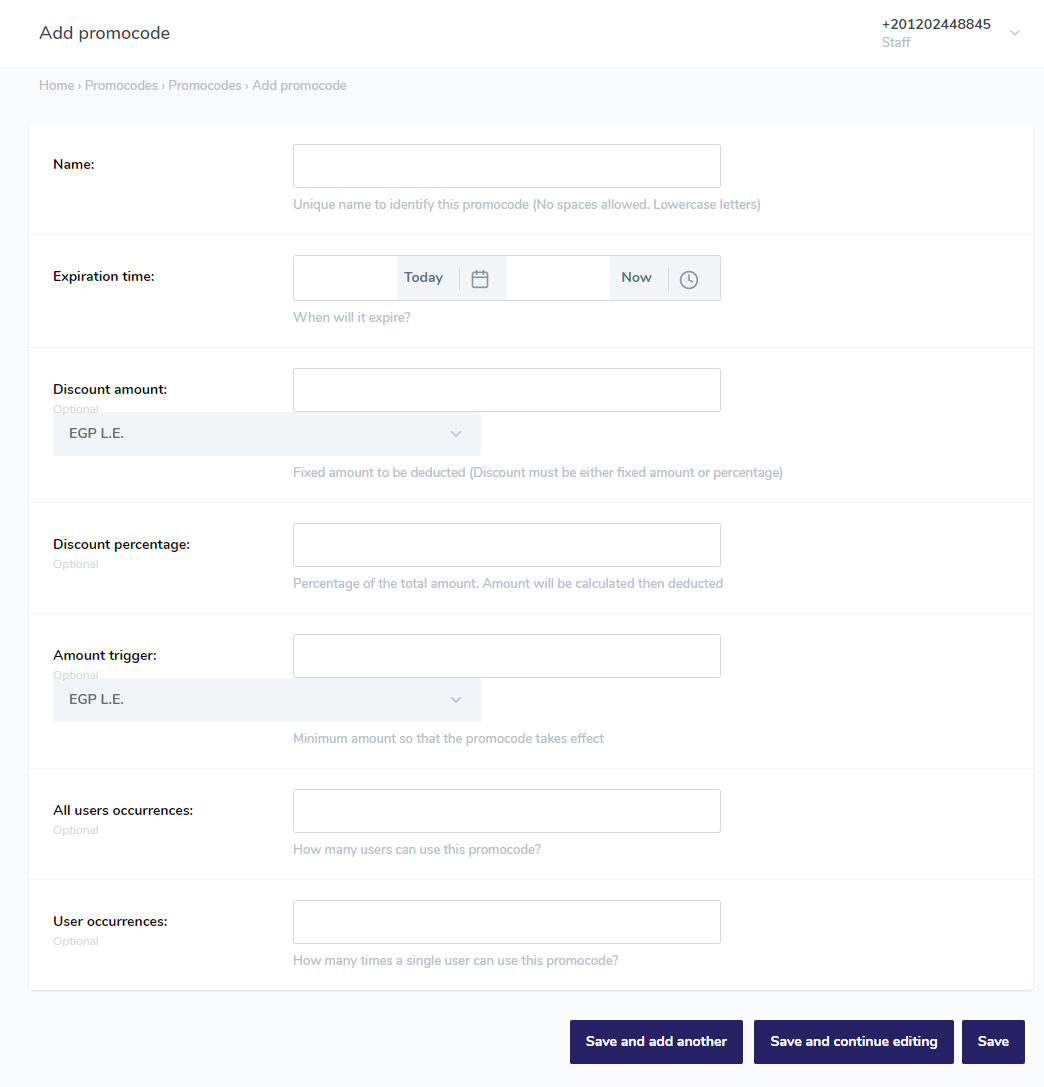 Add promocode
+201202448845
Staff
Home › Promocodes › Promocodes › Add promocode
Name:
Unique name to identify this promocode (No spaces allowed. Lowercase letters)
Expiration time:
Today
Now
When will it expire?
Discount amount:
Optional
EGP L.E.
Fixed amount to be deducted (Discount must be either fixed amount or percentage)
Discount percentage:
Optional
Percentage of the total amount. Amount will be calculated then deducted
Amount trigger:
Optional
EGP L.E.
Minimum amount so that the promocode takes effect
All users occurrences:
Optional
How many users can use this promocode?
User occurrences:
Optional
How many times a single user can use this promocode?
Save and add another
Save and continue editing
Save